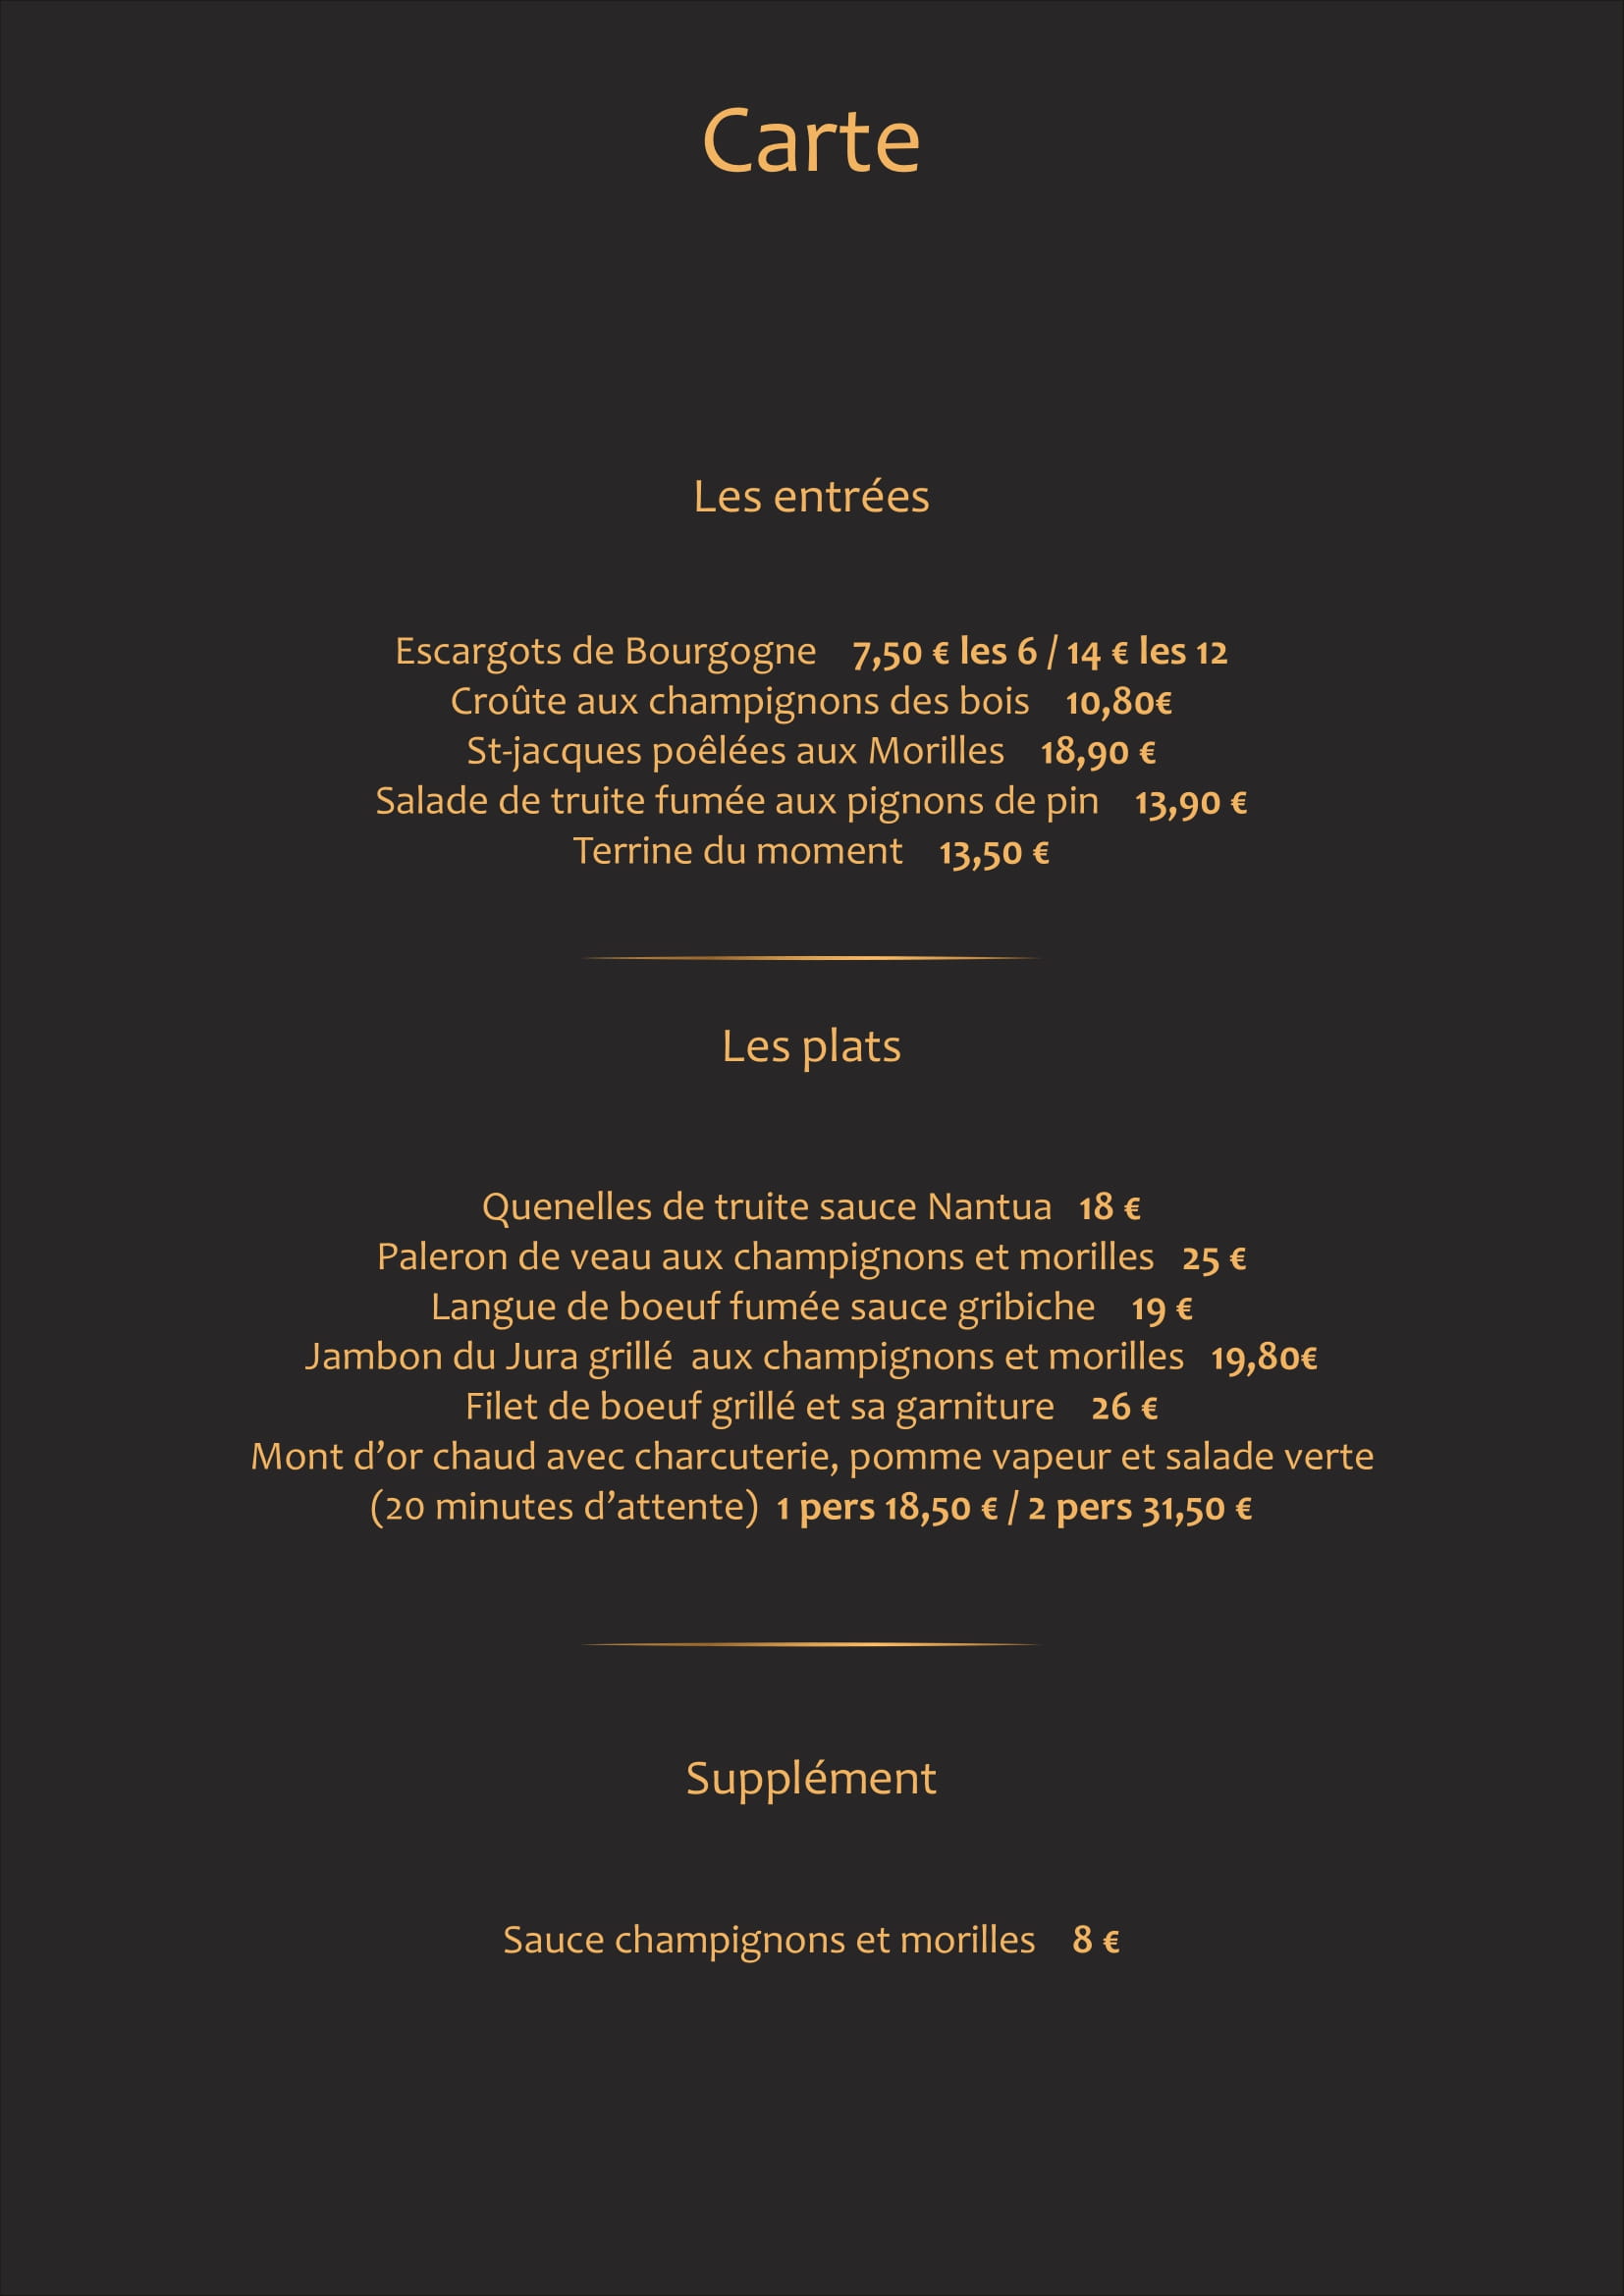 Carte
Les entrées
Escargots de Bourgogne 7,50 € les 6 / 14 € les 12
Croûte aux champignons des bois 10,80€
St-jacques poêlées aux Morilles 18,90 €
Salade de truite fumée aux pignons de pin 13,90 €
Terrine du moment 13,50 €
Les plats
Quenelles de truite sauce Nantua 18 €
Paleron de veau aux champignons et morilles 25 €
Langue de boeuf fumée sauce gribiche 19 €
Jambon du Jura grillé aux champignons et morilles 19,80€
Filet de boeuf grillé et sa garniture 26 €
Mont d’or chaud avec charcuterie, pomme vapeur et salade verte
(20 minutes d’attente) 1 pers 18,50 € / 2 pers 31,50 €
Supplément
Sauce champignons et morilles 8 €